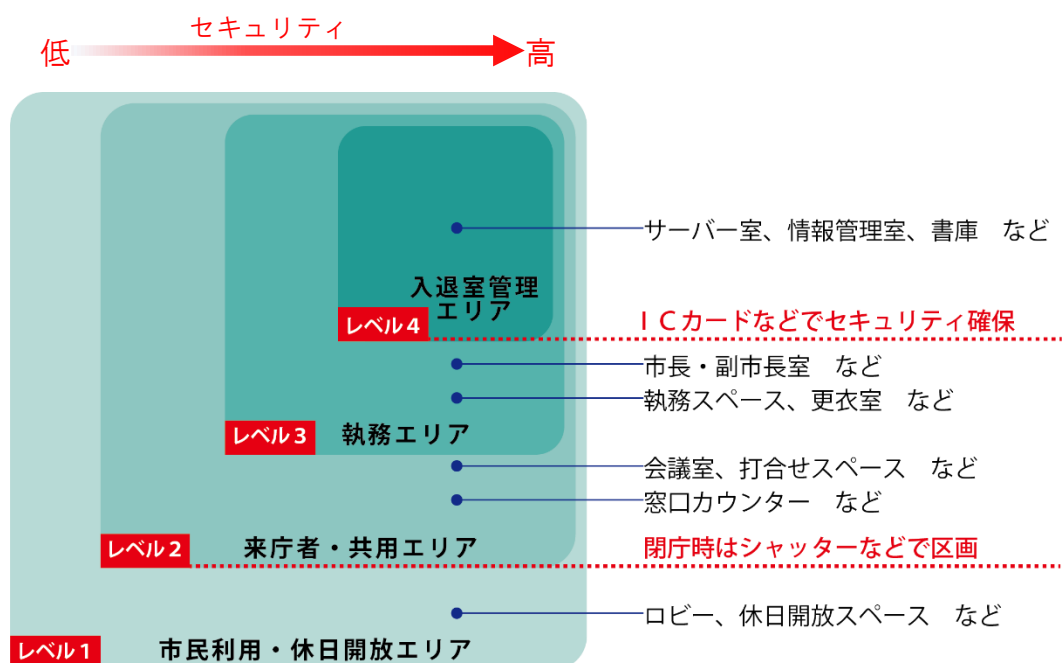 セキュリティ
低
高
サーバー室、情報管理室、書庫　など
入退室管理
エリア
レベル4
ＩＣカードなどでセキュリティ確保
市長・副市長室　など
執務スペース、更衣室　など
レベル3
執務エリア
会議室、打合せスペース　など
窓口カウンター　など
レベル2
来庁者・共用エリア
閉庁時はシャッターなどで区画
ロビー、休日開放スペース　など
レベル1
市民利用・休日開放エリア